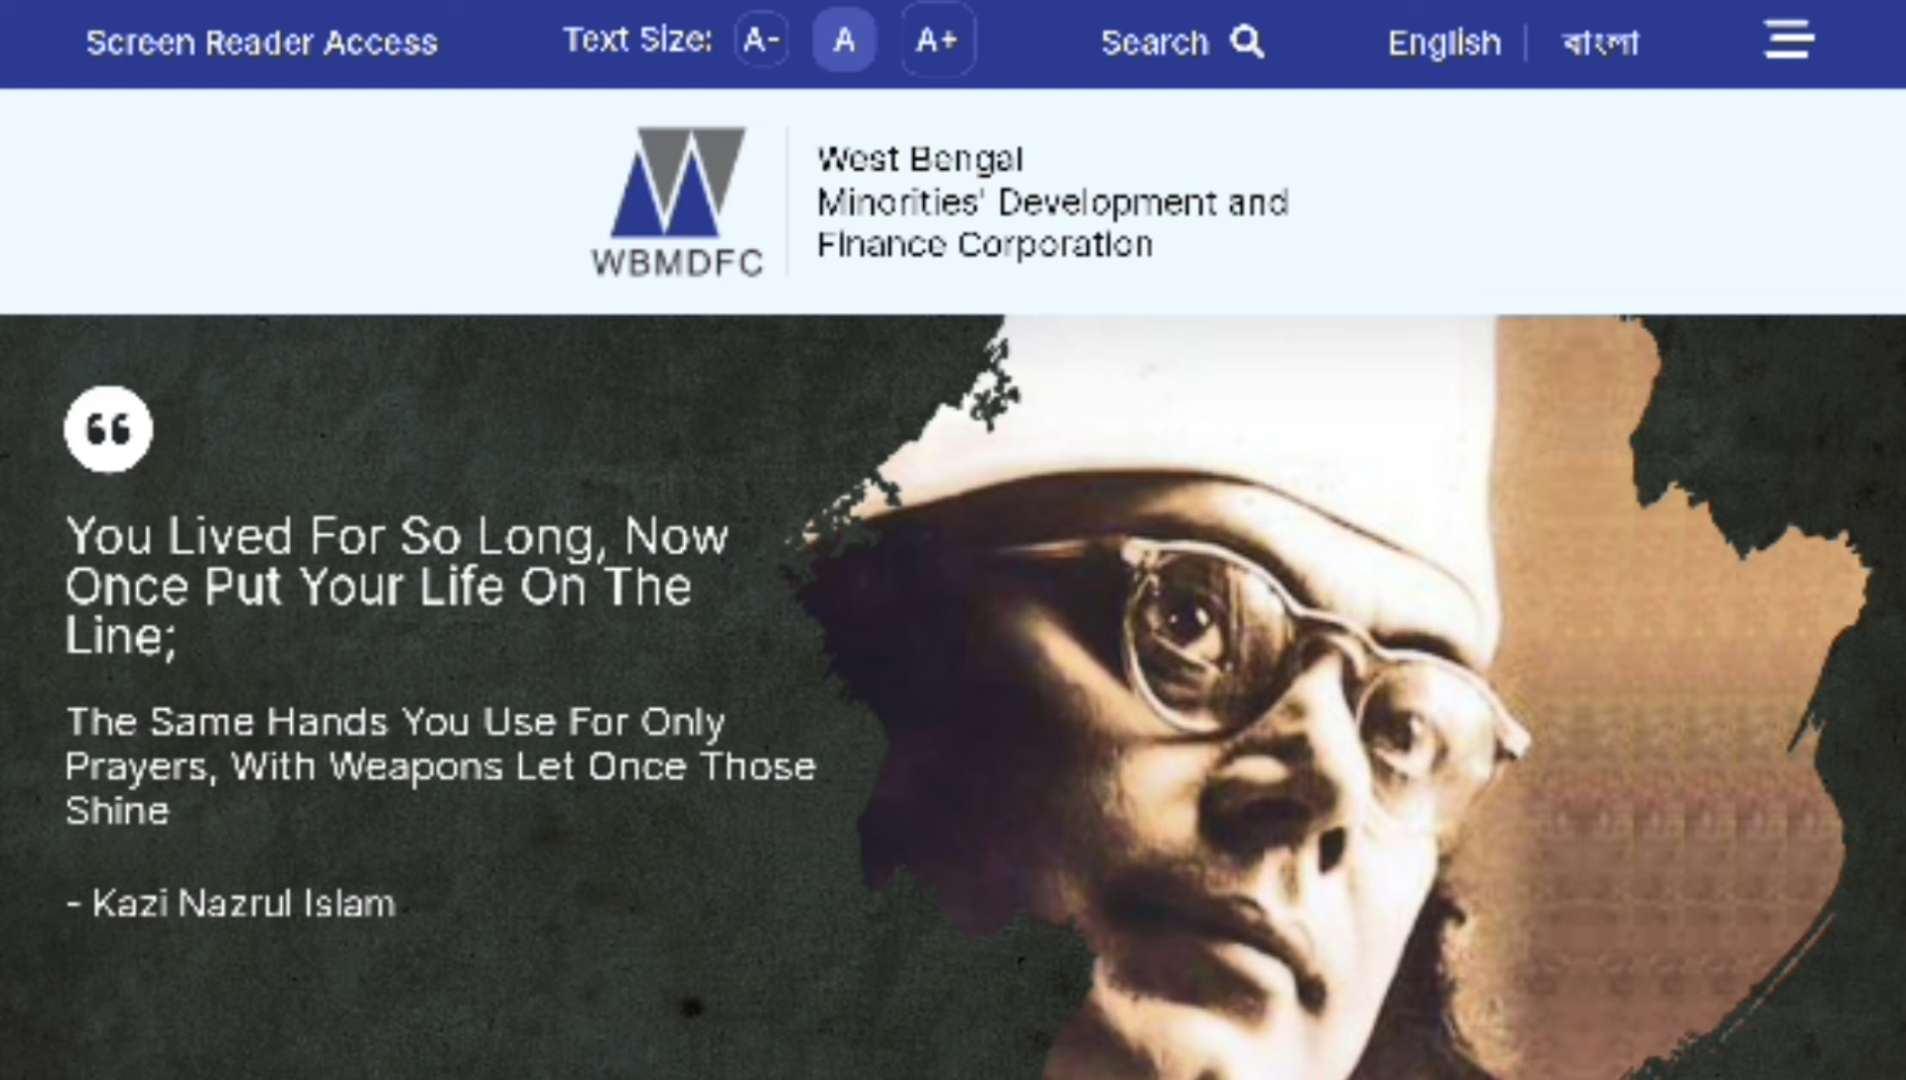 Screen Reader Access Text Size: A- A A+ Search English বাংলা
WBMDFC
West Bengal
Minorities' Development and
Finance Corporation
“
You Lived For So Long, Now
Once Put Your Life On The
Line;
The Same Hands You Use For Only
Prayers, With Weapons Let Once Those
Shine
- Kazi Nazrul Islam